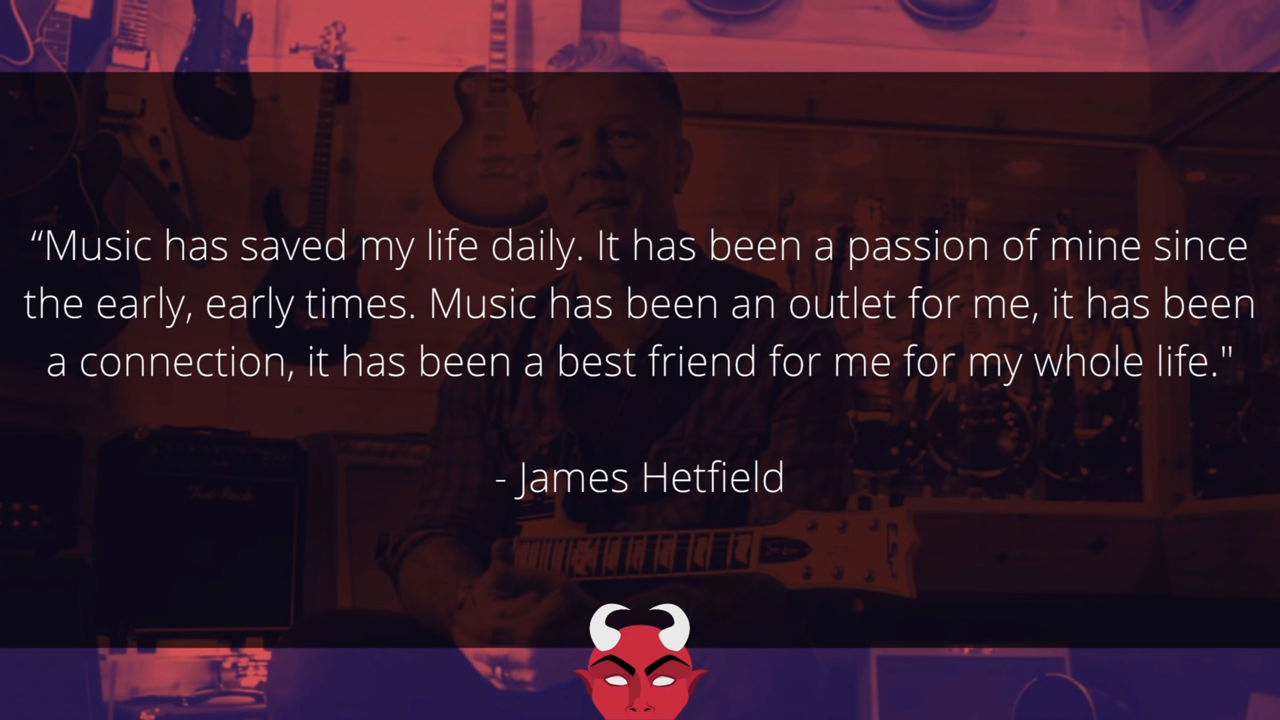 “Music has saved my life daily. It has been a passion of mine since
the early, early times. Music has been an outlet for me, it has been
a connection, it has been a best friend for me for my whole life."
- James Hetfield